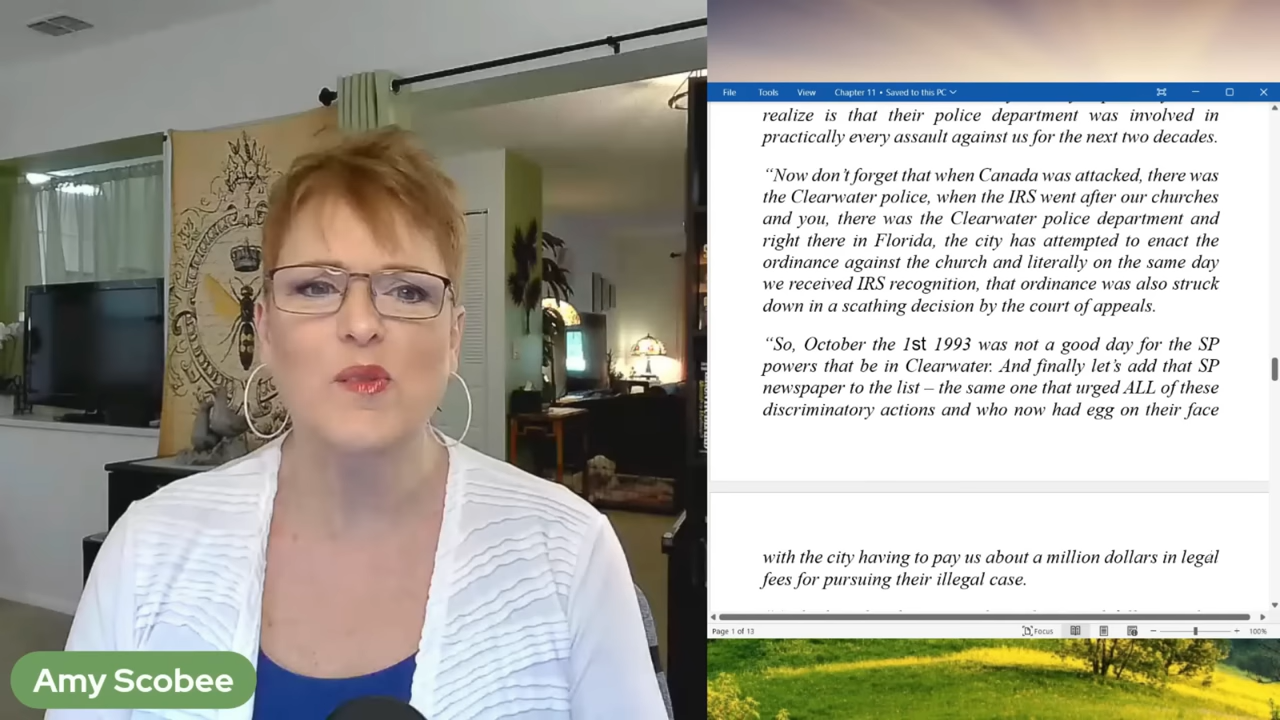 File Tools View Chapter 11 • Saved to this PC
realize is that their police department was involved in
practically every assault against us for the next two decades.
“Now don’t forget that when Canada was attacked, there was
the Clearwater police, when the IRS went after our churches
and you, there was the Clearwater police department and
right there in Florida, the city has attempted to enact the
ordinance against the church and literally on the same day
we received IRS recognition, that ordinance was also struck
down in a scathing decision by the court of appeals.
“So, October the 1st 1993 was not a good day for the SP
powers that be in Clearwater. And finally let’s add that SP
newspaper to the list – the same one that urged ALL of these
discriminatory actions and who now had egg on their face
with the city having to pay us about a million dollars in legal
fees for pursuing their illegal case.
Page 1 of 13 Focus 100%
Amy Scobee